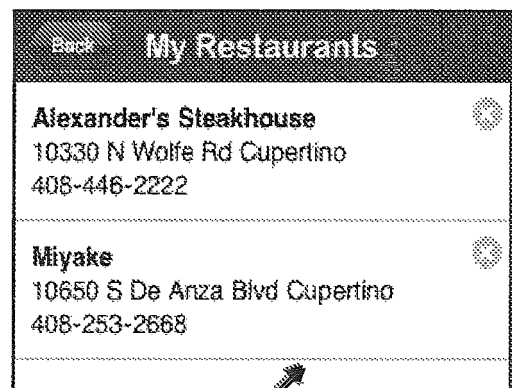 Back
My Restaurants
Alexander's Steakhouse
10330 N Wolfe Rd Cupertino
408-446-2222
Miyake
10650 S De Anza Blvd Cupertino
408-253-2668